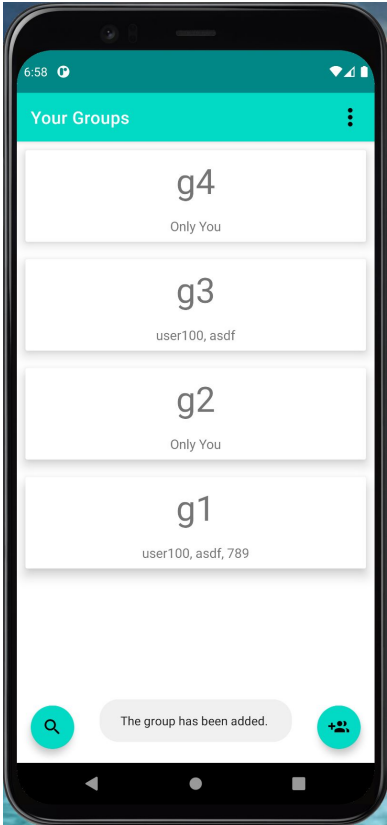 6:58
Your Groups
g4
Only You
g3
user100, asdf
g2
Only You
g1
user100, asdf, 789
The group has been added.